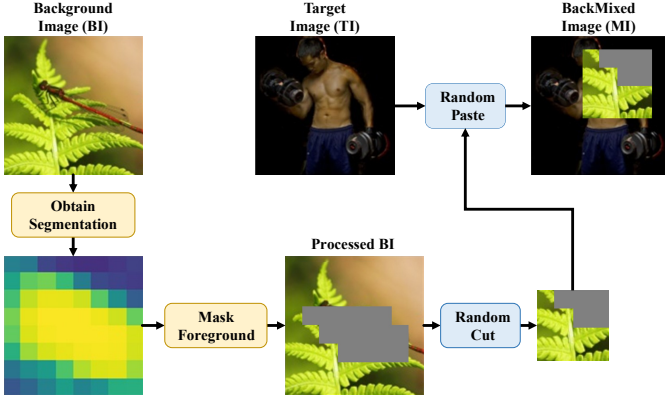 Background
Image (BI)
Target
Image (TI)
BackMixed
Image (MI)
Random
Paste
Obtain
Segmentation
Processed BI
Mask
Foreground
Random
Cut